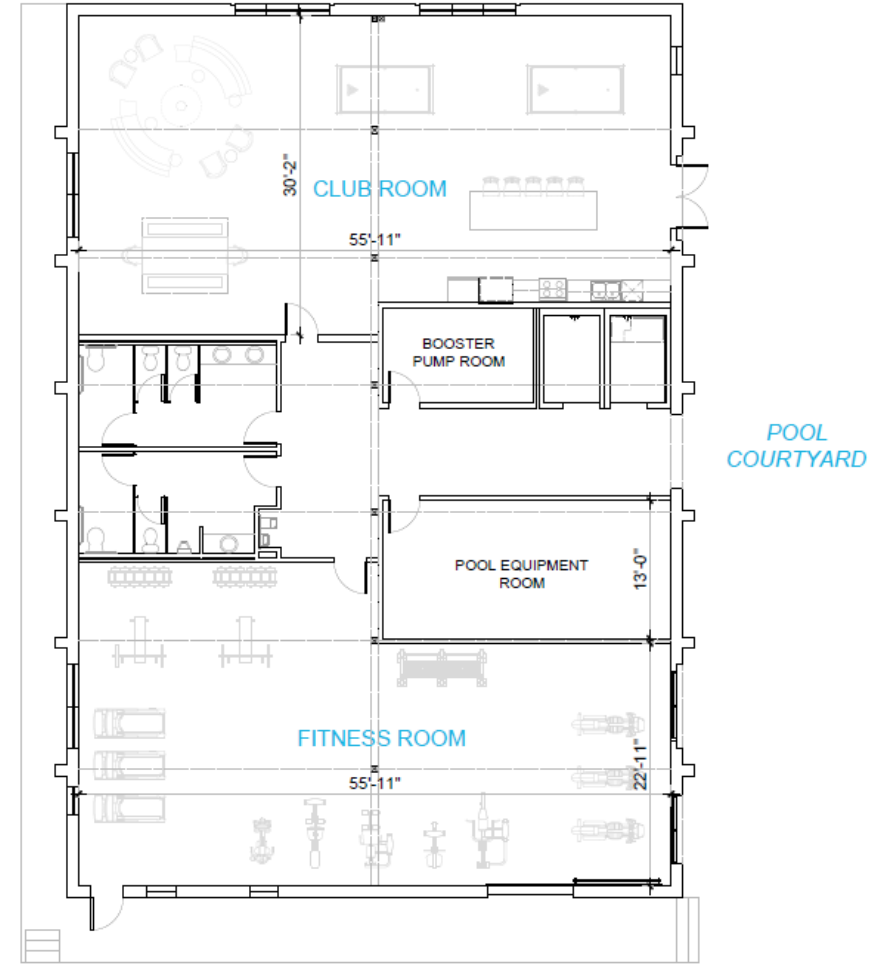 30'-2"
CLUB ROOM
55'-11"
BOOSTER
PUMP ROOM
POOL
COURTYARD
POOL EQUIPMENT
ROOM
13'-0"
FITNESS ROOM
22'-11"
55'-11"